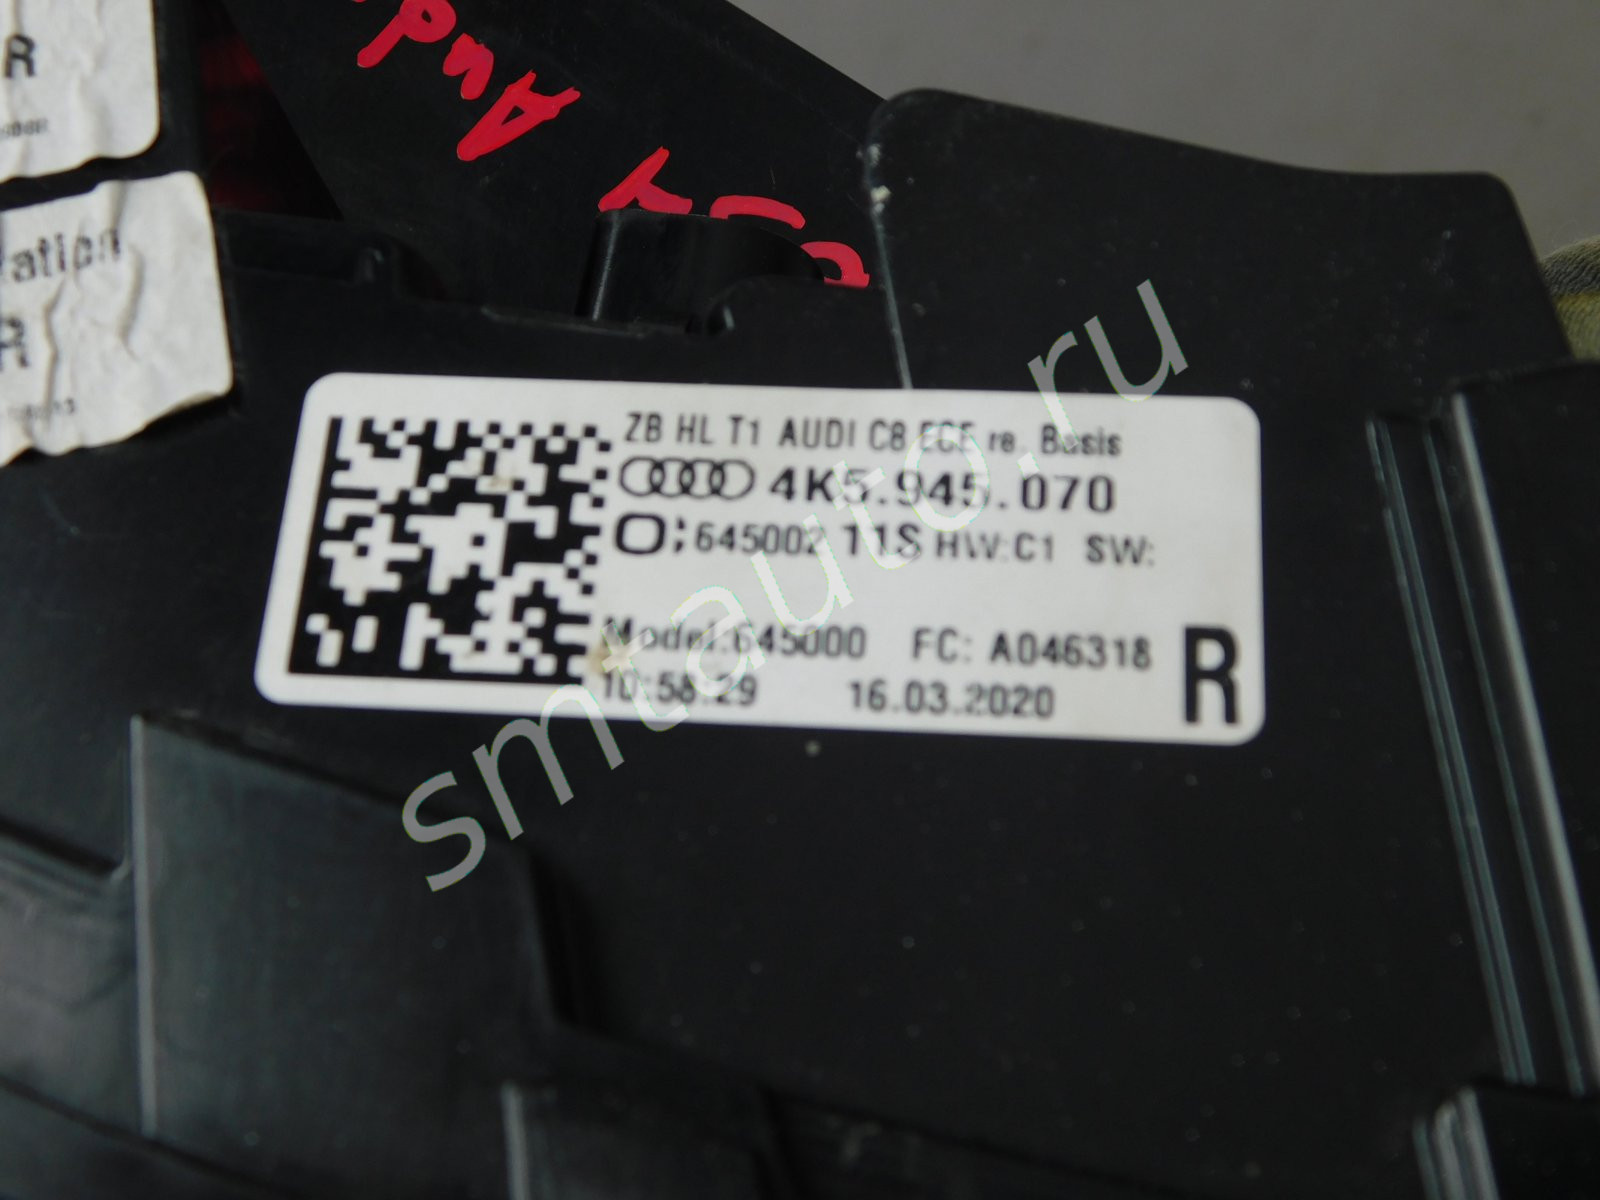 R
Aud
ration
R
ZB HL T1 AUDI C8 ECE re. Basis
4K5.945.070
645002 11S HW:C1 SW:
Model:645000 FC: A046318
R
10:58:29 16.03.2020
smtauto.ru